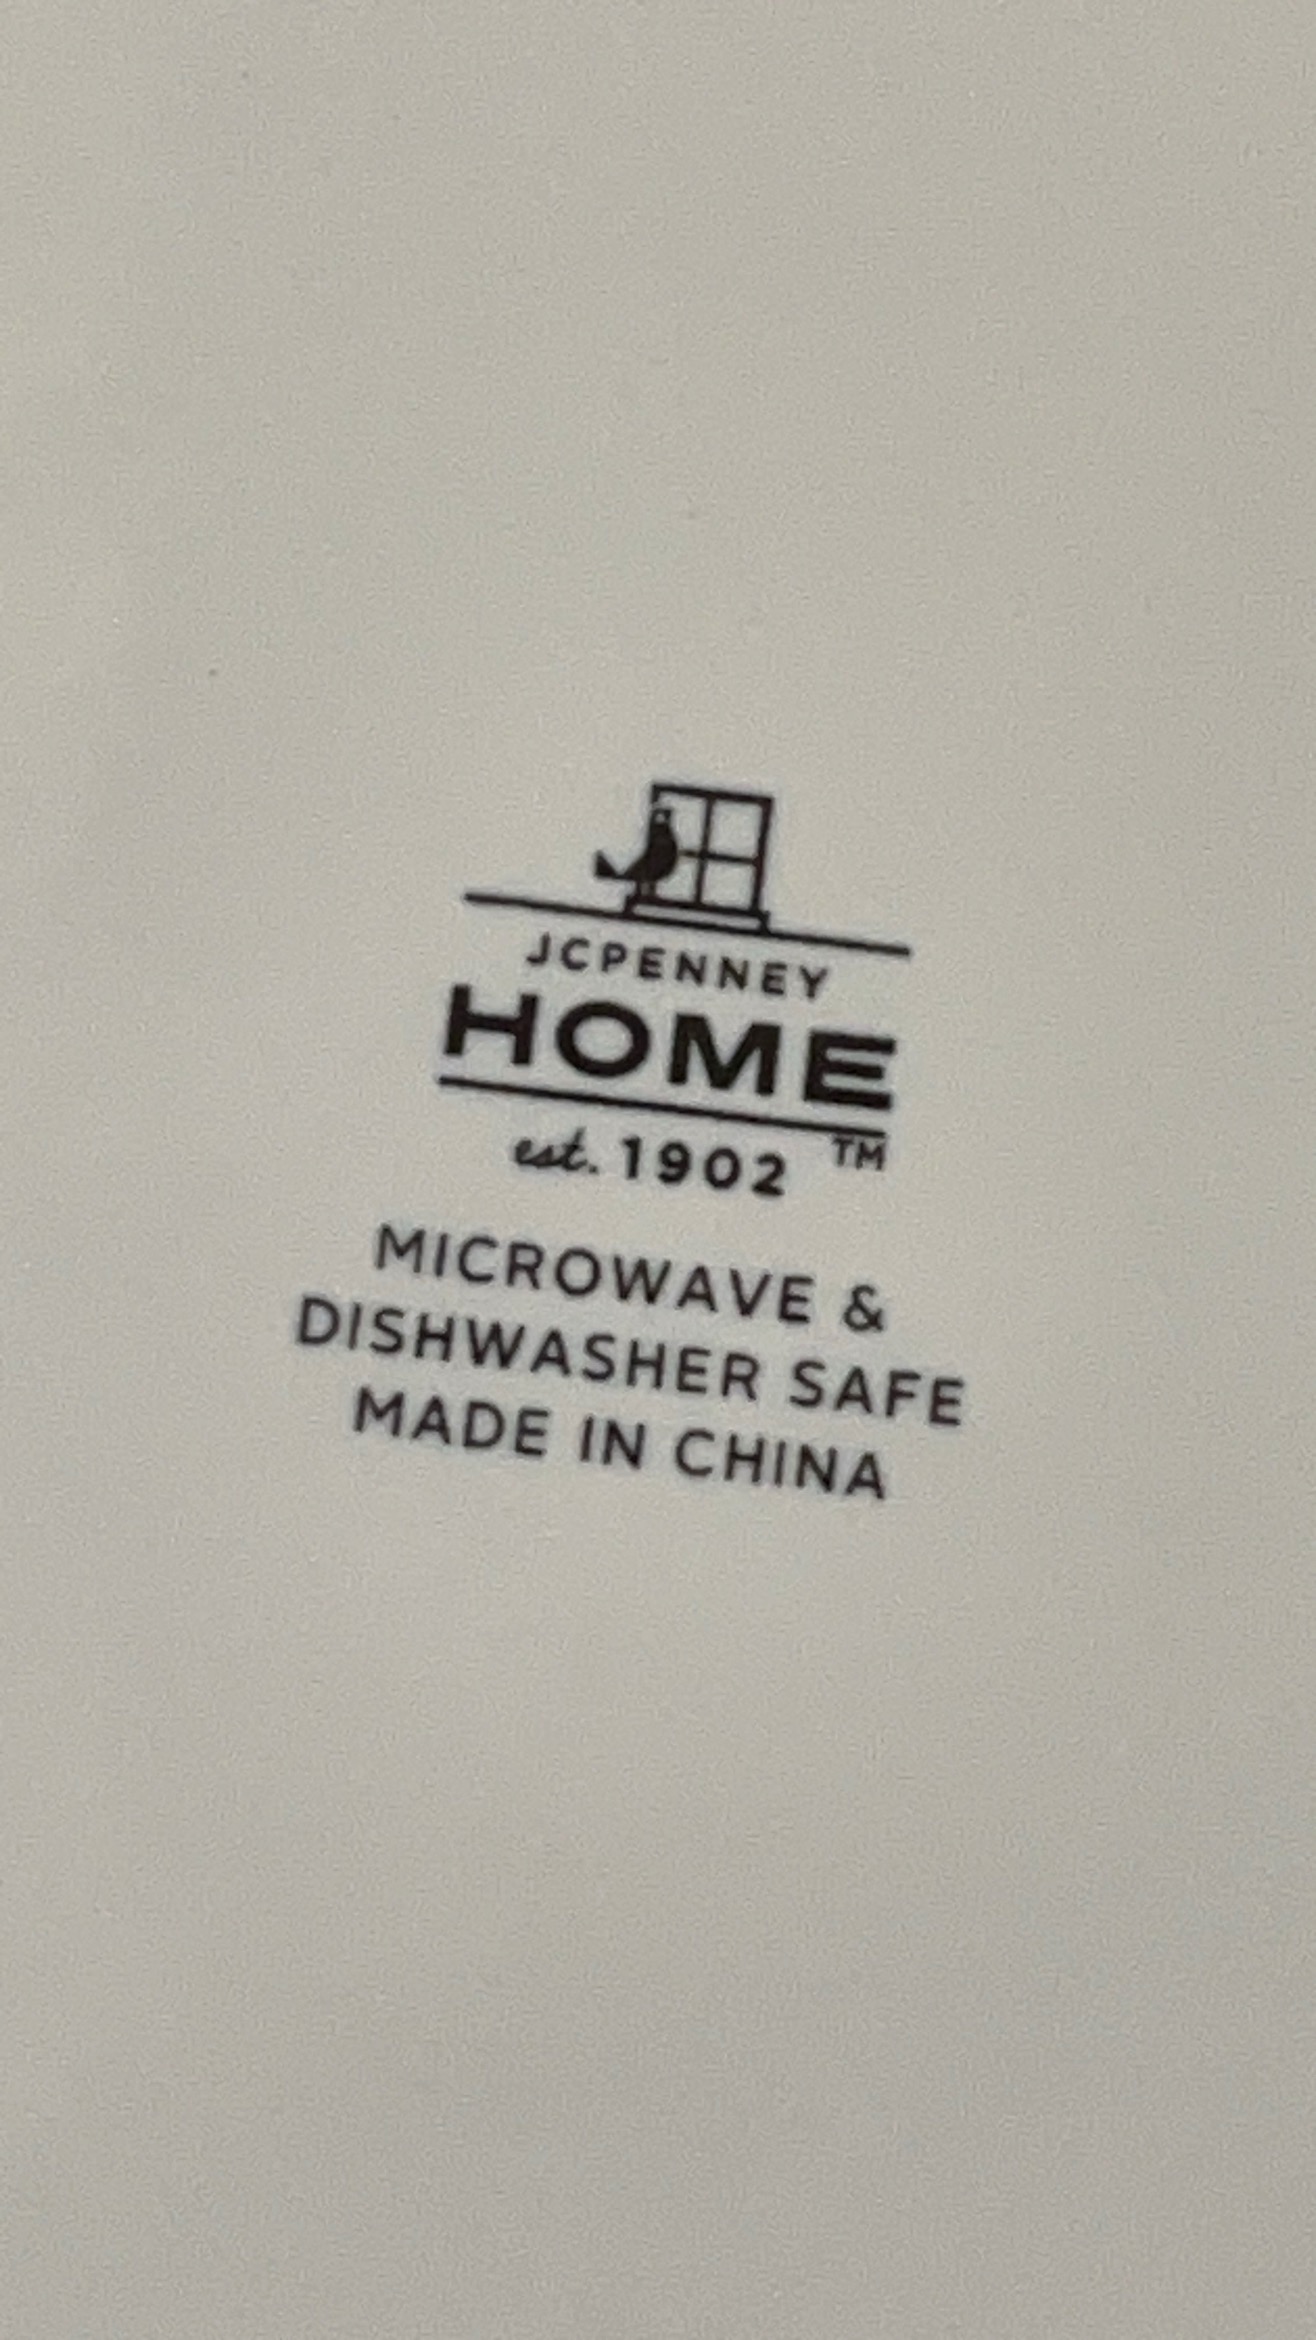 JCPENNEY
HOME
est. 1902 ™
MICROWAVE &
DISHWASHER SAFE
MADE IN CHINA